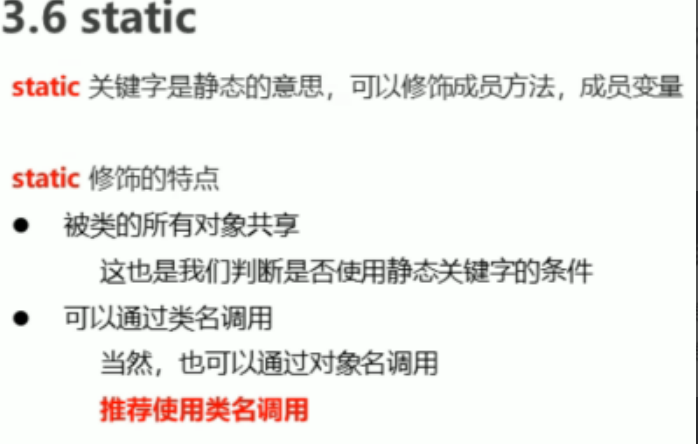 3.6 static
static 关键字是静态的意思，可以修饰成员方法，成员变量
static 修饰的特点
● 被类的所有对象共享
这也是我们判断是否使用静态关键字的条件
● 可以通过类名调用
当然，也可以通过对象名调用
推荐使用类名调用